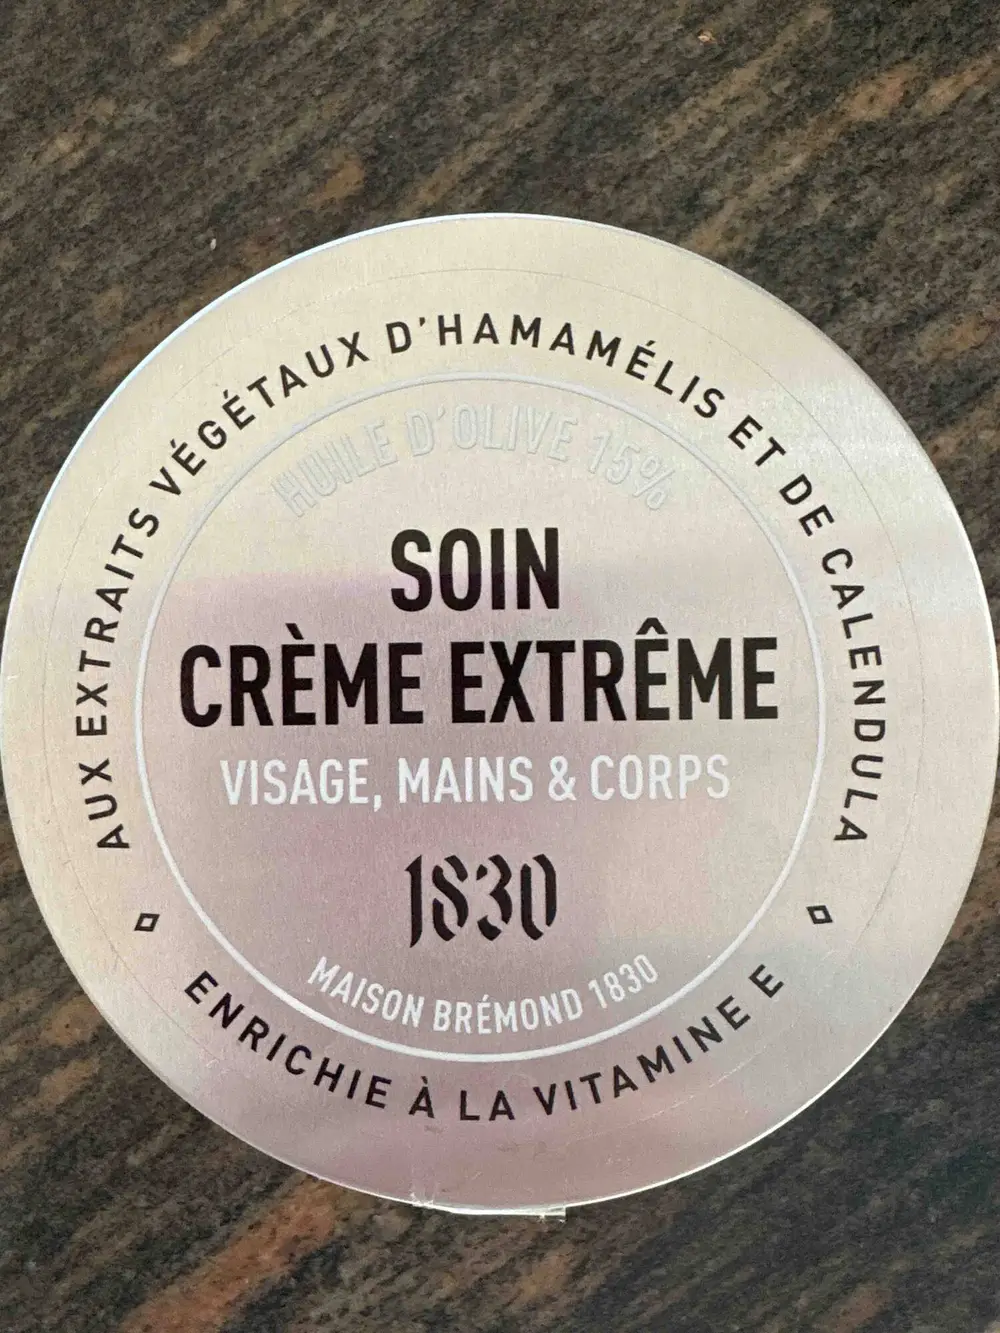 AUX EXTRAITS VÉGÉTAUX D'HAMAMÉLIS ET DE CALENDULA
HUILE D'OLIVE 15%
SOIN
CRÈME EXTRÊME
VISAGE, MAINS & CORPS
1830
MAISON BRÉMOND 1830
ENRICHIE À LA VITAMINE E